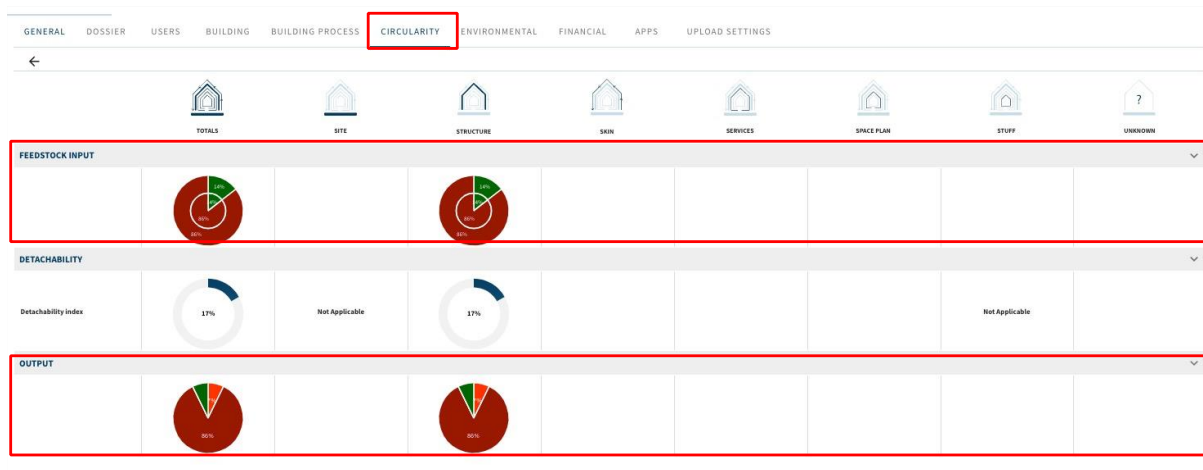 GENERAL DOSSIER USERS BUILDING BUILDING PROCESS CIRCULARITY ENVIRONMENTAL FINANCIAL APPS UPLOAD SETTINGS
?
TOTALS SITE STRUCTURE SKIN SERVICES SPACE PLAN STUFF UNKNOWN
FEEDSTOCK INPUT
14% 14%
86% 86%
86% 86%
DETACHABILITY
Detachability index 17% Not Applicable 17% Not Applicable
OUTPUT
86% 86%